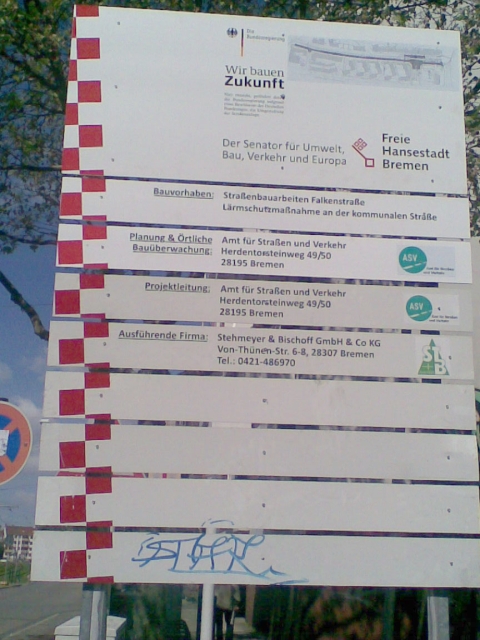 Die
Bundesregierung
Wir bauen
Zukunft
Der Senator für Umwelt,
Bau, Verkehr und Europa
Freie
Hansestadt
Bremen
Bauvorhaben: Straßenbauarbeiten Falkenstraße
Lärmschutzmaßnahme an der kommunalen Straße
Planung & Örtliche Bauüberwachung: Amt für Straßen und Verkehr
Herdentorsteinweg 49/50
28195 Bremen
ASV
Projektleitung: Amt für Straßen und Verkehr
Herdentorsteinweg 49/50
28195 Bremen
ASV
Ausführende Firma: Stehmeyer & Bischoff GmbH & Co KG
Von-Thünen-Str. 6-8, 28307 Bremen
Tel.: 0421-486970